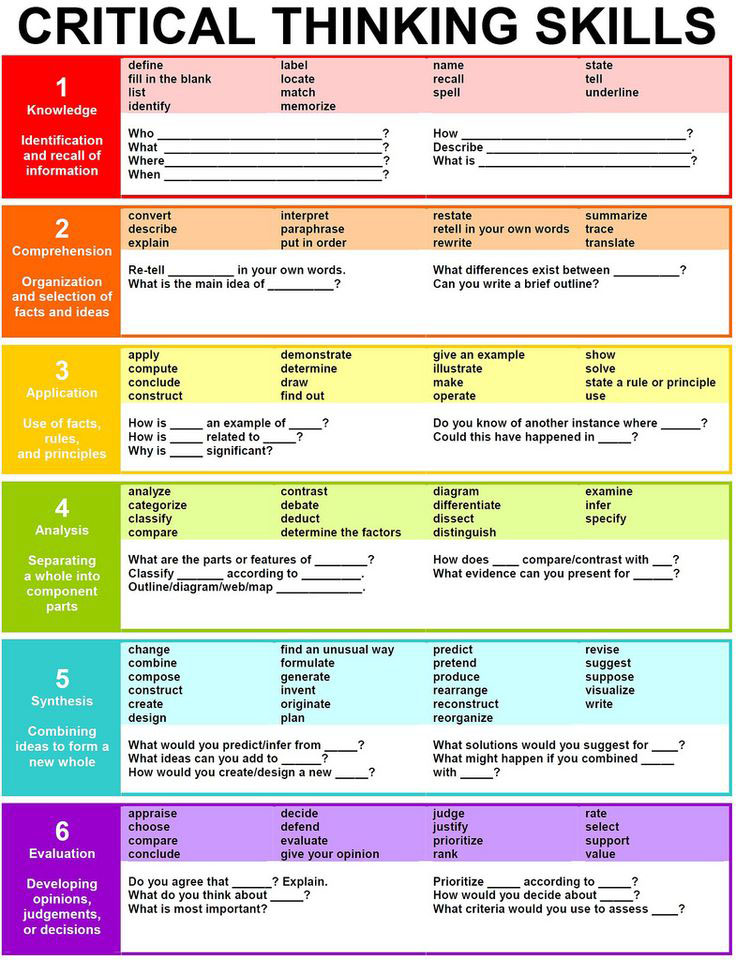 CRITICAL THINKING SKILLS
1
Knowledge
Identification
and recall of
information
define label name state
fill in the blank locate recall tell
list match spell underline
identify memorize
Who ________________________________? How ________________________________?
What ________________________________? Describe ______________________________.
Where________________________________? What is ______________________________?
When ________________________________?
2
Comprehension
Organization
and selection of
facts and ideas
convert interpret restate summarize
describe paraphrase retell in your own words trace
explain put in order rewrite translate
Re-tell __________ in your own words. What differences exist between __________?
What is the main idea of __________? Can you write a brief outline?
3
Application
Use of facts,
rules,
and principles
apply demonstrate give an example show
compute determine illustrate solve
conclude draw make state a rule or principle
construct find out operate use
How is _____ an example of _____? Do you know of another instance where ______?
How is _____ related to _____? Could this have happened in _____?
Why is _____ significant?
4
Analysis
Separating
a whole into
component
parts
analyze contrast diagram examine
categorize debate differentiate infer
classify deduct dissect specify
compare determine the factors distinguish
What are the parts or features of ________? How does ____ compare/contrast with ___?
Classify _______ according to _________. What evidence can you present for ______?
Outline/diagram/web/map _____________.
5
Synthesis
Combining
ideas to form a
new whole
change find an unusual way predict revise
combine formulate pretend suggest
compose generate produce suppose
construct invent rearrange visualize
create originate reconstruct write
design plan reorganize
What would you predict/infer from _____? What solutions would you suggest for ____?
What ideas can you add to ______? What might happen if you combined _____
How would you create/design a new _____? with _____?
6
Evaluation
Developing
opinions,
judgements,
or decisions
appraise decide judge rate
choose defend justify select
compare evaluate prioritize support
conclude give your opinion rank value
Do you agree that ______? Explain. Prioritize _____ according to _____?
What do you think about _____? How would you decide about _____?
What is most important? What criteria would you use to assess ____?